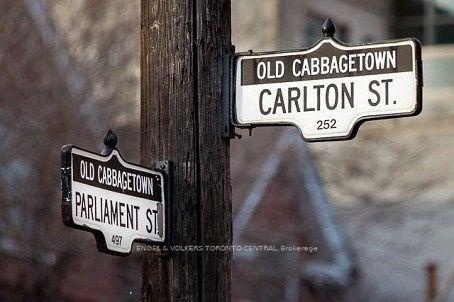 OLD CABBAGETOWN
CARLTON ST.
252
OLD CABBAGETOWN
PARLIAMENT ST.
497
ENGEL & VOLKERS TORONTO CENTRAL, Brokerage